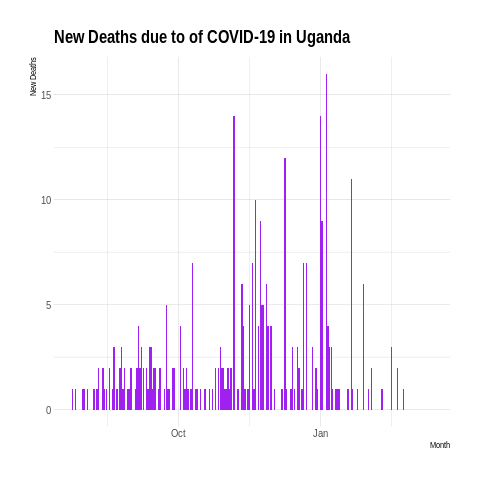 New Deaths due to of COVID-19 in Uganda
New Deaths
15
10
5
0
Oct
Jan
Month